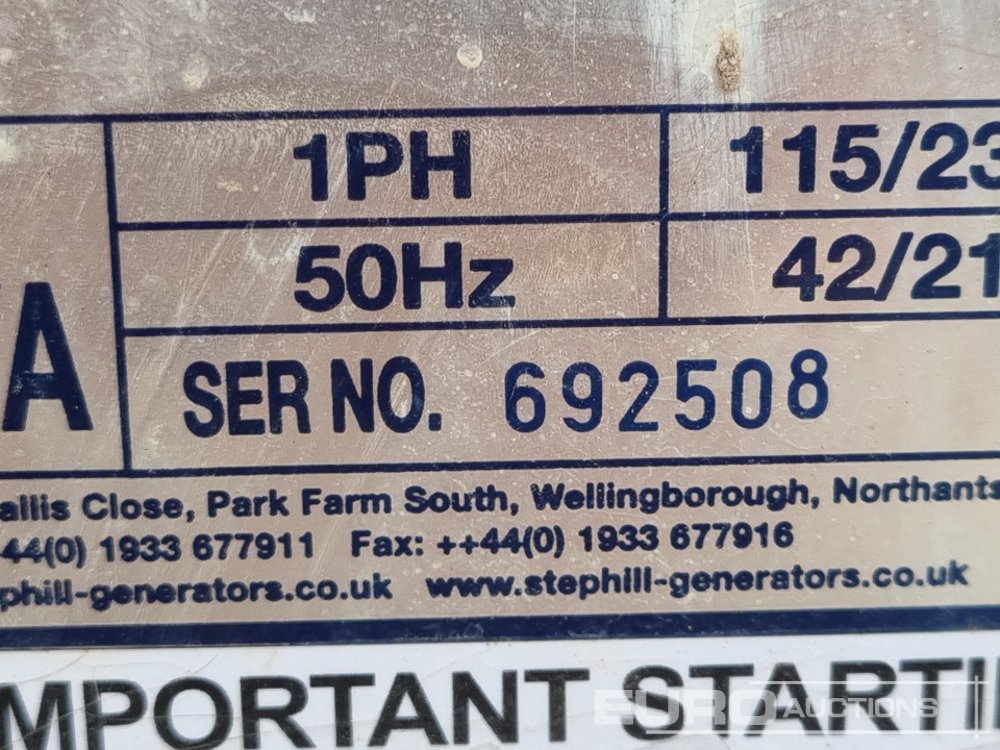 1PH 115/23
50Hz 42/21
A SER NO. 692508
allis Close, Park Farm South, Wellingborough, Northants
44(0) 1933 677911 Fax: ++44(0) 1933 677916
phill-generators.co.uk www.stephill-generators.co.uk
MPORTANT STARTI
EURO AUCTIONS